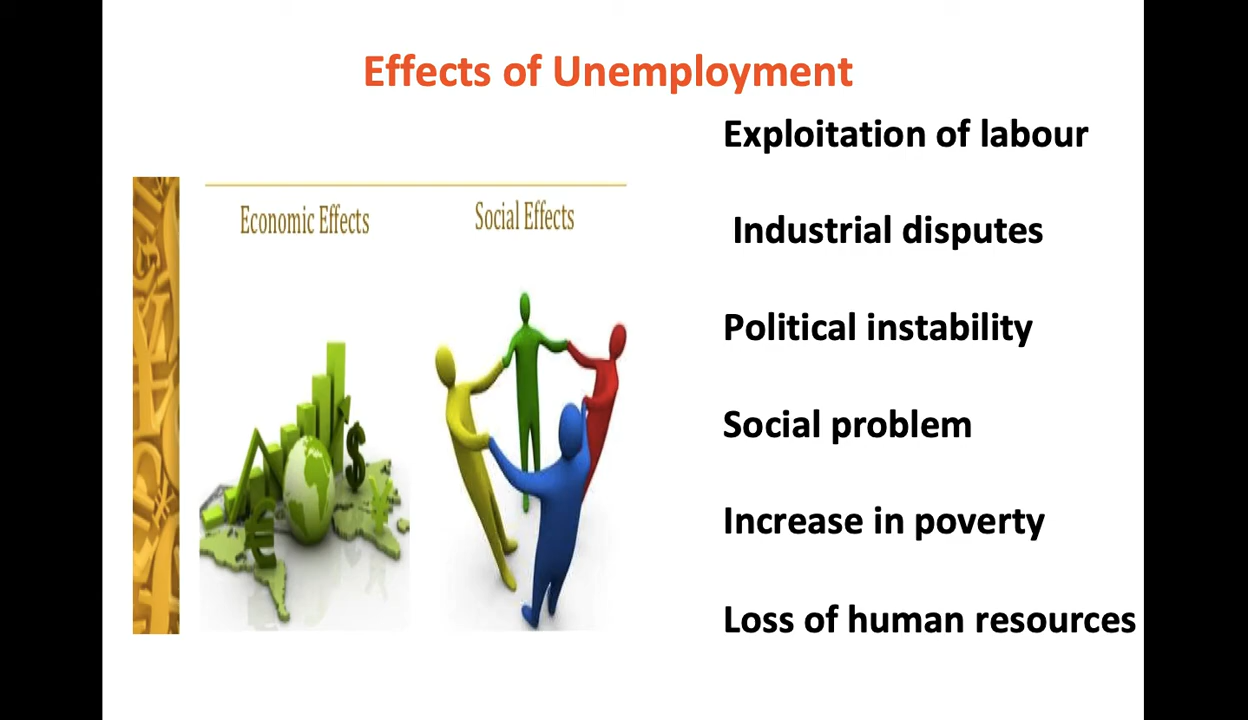 Effects of Unemployment
Economic Effects
Social Effects
Exploitation of labour
Industrial disputes
Political instability
Social problem
Increase in poverty
Loss of human resources